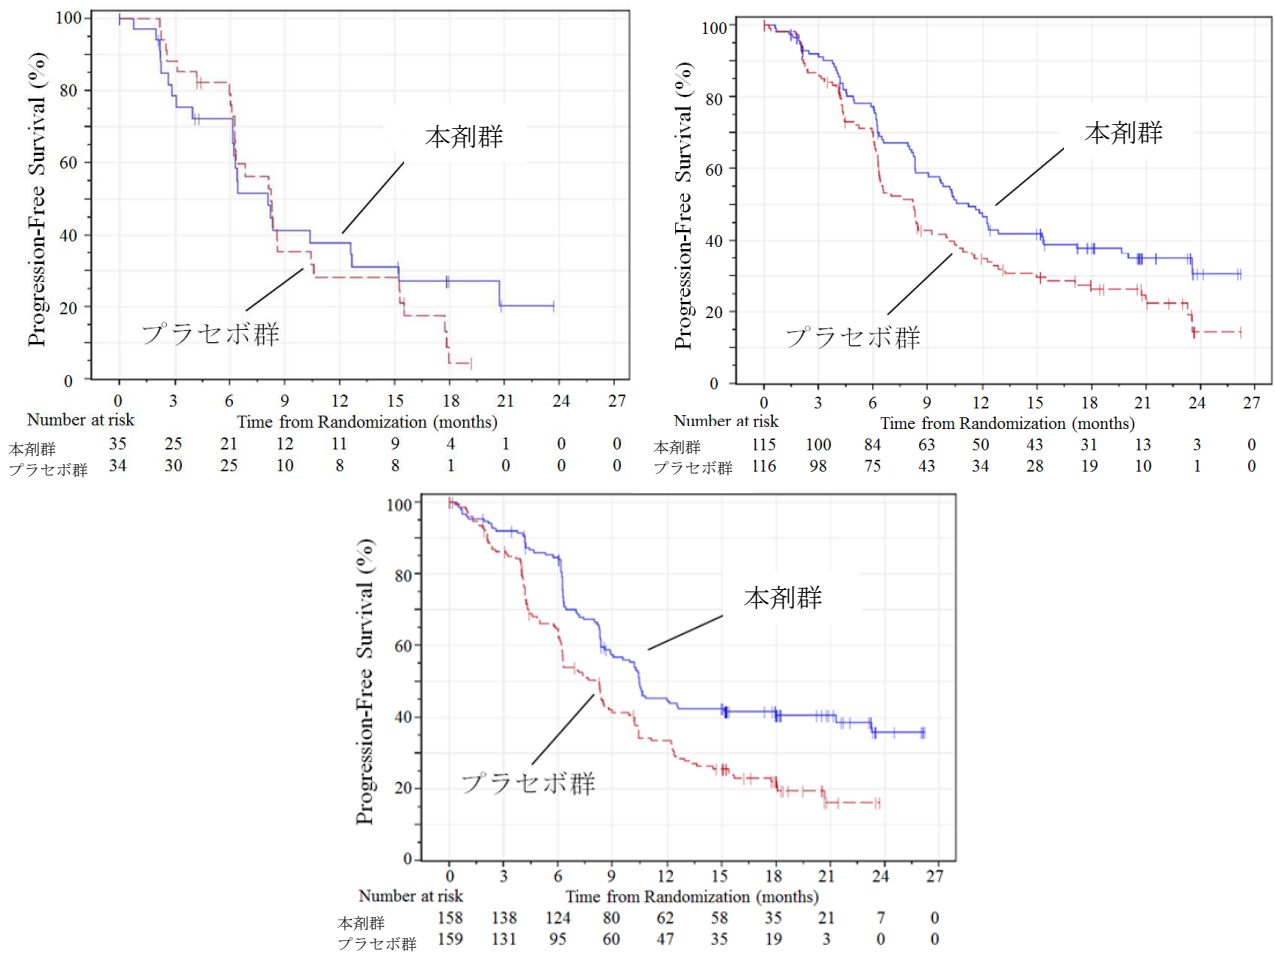 Progression-Free Survival (%)
100
80
60
40
20
0
本剤群
プラセボ群
0 3 6 9 12 15 18 21 24 27
Number at risk
Time from Randomization (months)
本剤群 35 25 21 12 11 9 4 1 0 0
プラセボ群 34 30 25 10 8 8 1 0 0 0
Progression-Free Survival (%)
100
80
60
40
20
0
本剤群
プラセボ群
0 3 6 9 12 15 18 21 24 27
Number at risk
Time from Randomization (months)
本剤群 115 100 84 63 50 43 31 13 3 0
プラセボ群 116 98 75 43 34 28 19 10 1 0
Progression-Free Survival (%)
100
80
60
40
20
0
本剤群
プラセボ群
0 3 6 9 12 15 18 21 24 27
Number at risk
Time from Randomization (months)
本剤群 158 138 124 80 62 58 35 21 7 0
プラセボ群 159 131 95 60 47 35 19 3 0 0